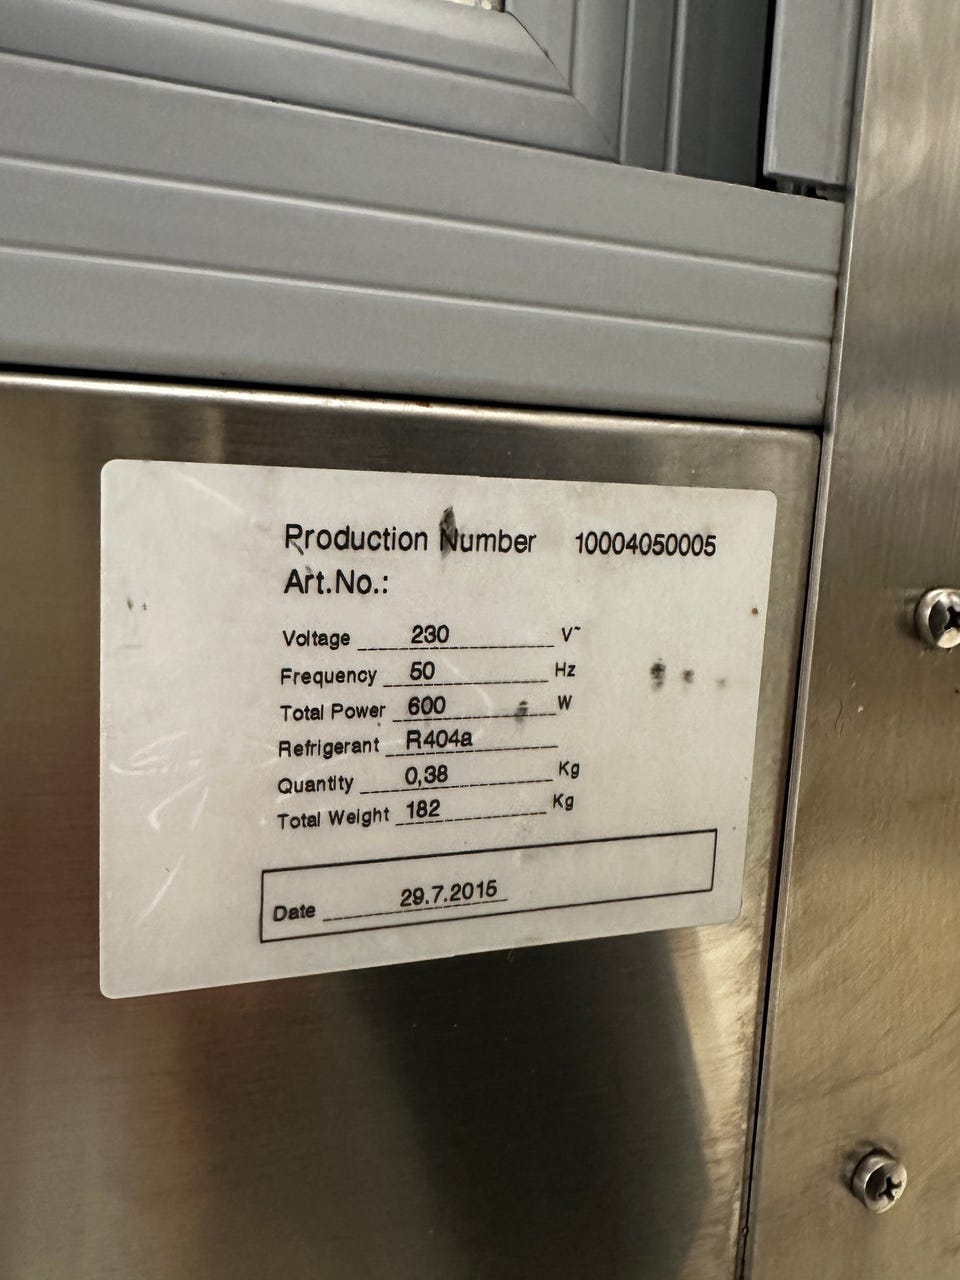 Production Number 10004050005
Art.No.:
Voltage 230 V~
Frequency 50 Hz
Total Power 600 W
Refrigerant R404a
Quantity 0,38 Kg
Total Weight 182 Kg
Date 29.7.2015